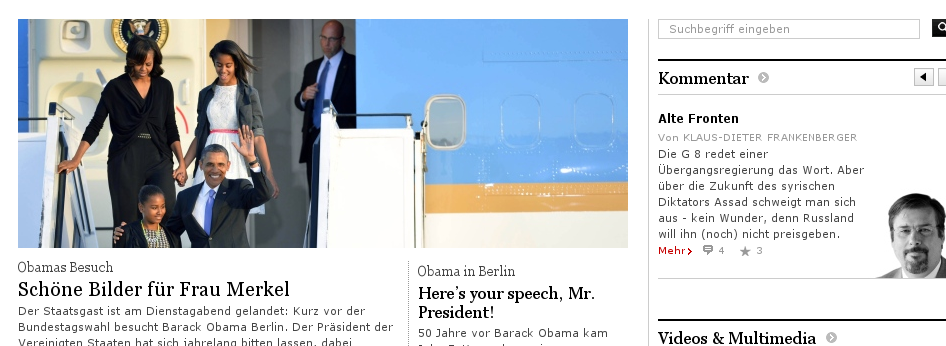 Obamas Besuch
Schöne Bilder für Frau Merkel
Der Staatsgast ist am Dienstagabend gelandet: Kurz vor der
Bundestagswahl besucht Barack Obama Berlin. Der Präsident der
Vereinigten Staaten hat sich jahrelang bitten lassen, dabei
Obama in Berlin
Here's your speech, Mr.
President!
50 Jahre vor Barack Obama kam
Suchbegriff eingeben
Kommentar
Alte Fronten
Von KLAUS-DIETER FRANKENBERGER
Die G 8 redet einer
Übergangsregierung das Wort. Aber
über die Zukunft des syrischen
Diktators Assad schweigt man sich
aus - kein Wunder, denn Russland
will ihn (noch) nicht preisgeben.
Mehr 4 3
Videos & Multimedia